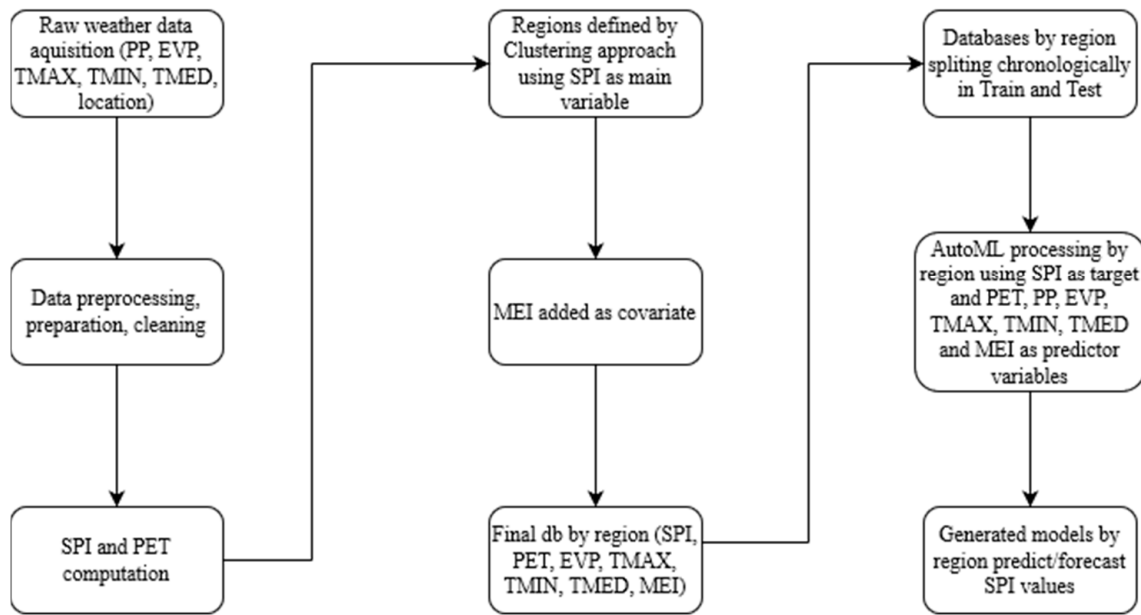 Raw weather data
aquisition (PP, EVP,
TMAX, TMIN, TMED,
location)
Data preprocessing,
preparation, cleaning
SPI and PET
computation
Regions defined by
Clustering approach
using SPI as main
variable
MEI added as covariate
Final db by region (SPI,
PET, EVP, TMAX,
TMIN, TMED, MEI)
Databases by region
spliting chronologically
in Train and Test
AutoML processing by
region using SPI as target
and PET, PP, EVP,
TMAX, TMIN, TMED
and MEI as predictor
variables
Generated models by
region predict/forecast
SPI values